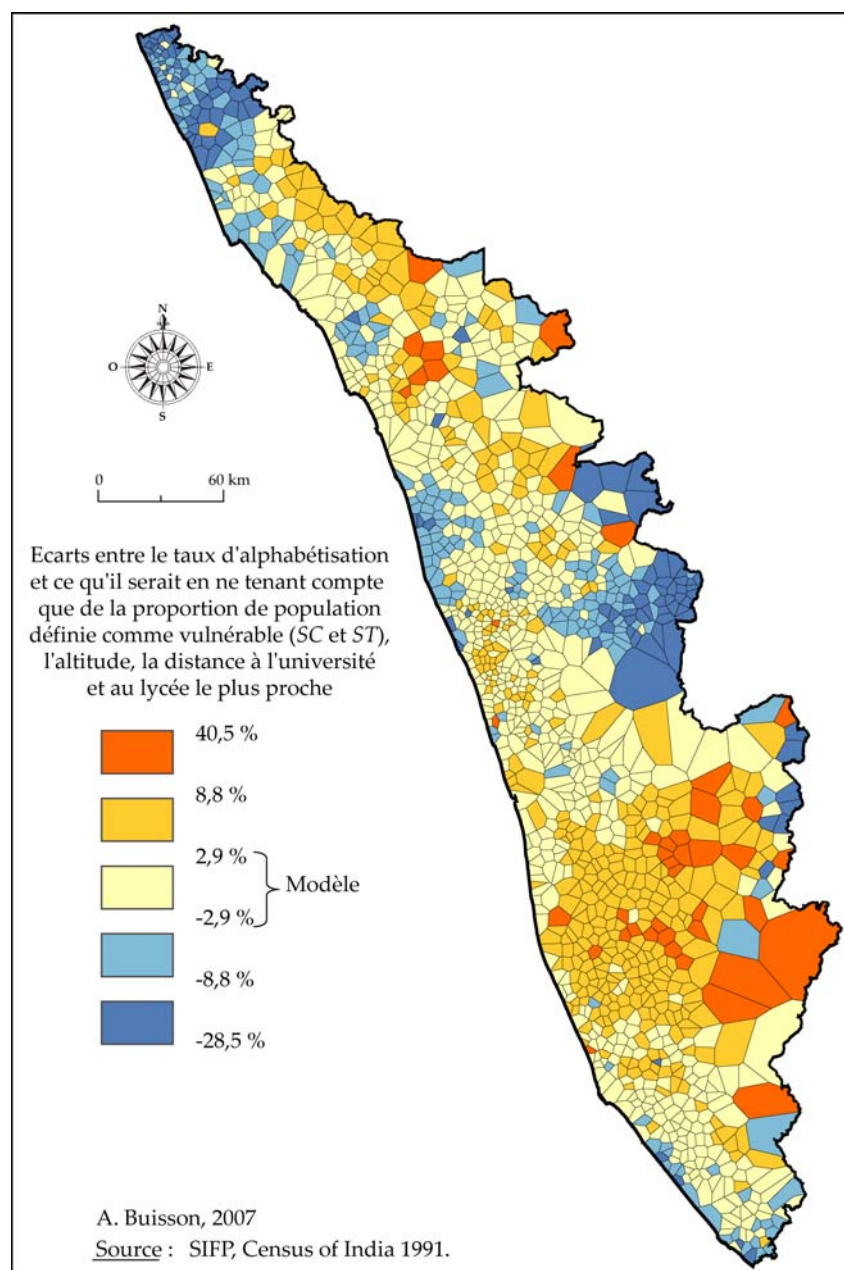 N
O
E
S
0
60 km
Ecarts entre le taux d'alphabétisation
et ce qu'il serait en ne tenant compte
que de la proportion de population
définie comme vulnérable (SC et ST),
l'altitude, la distance à l'université
et au lycée le plus proche
40,5 %
8,8 %
2,9 %
Modèle
-2,9 %
-8,8 %
-28,5 %
A. Buisson, 2007
Source : SIFP, Census of India 1991.